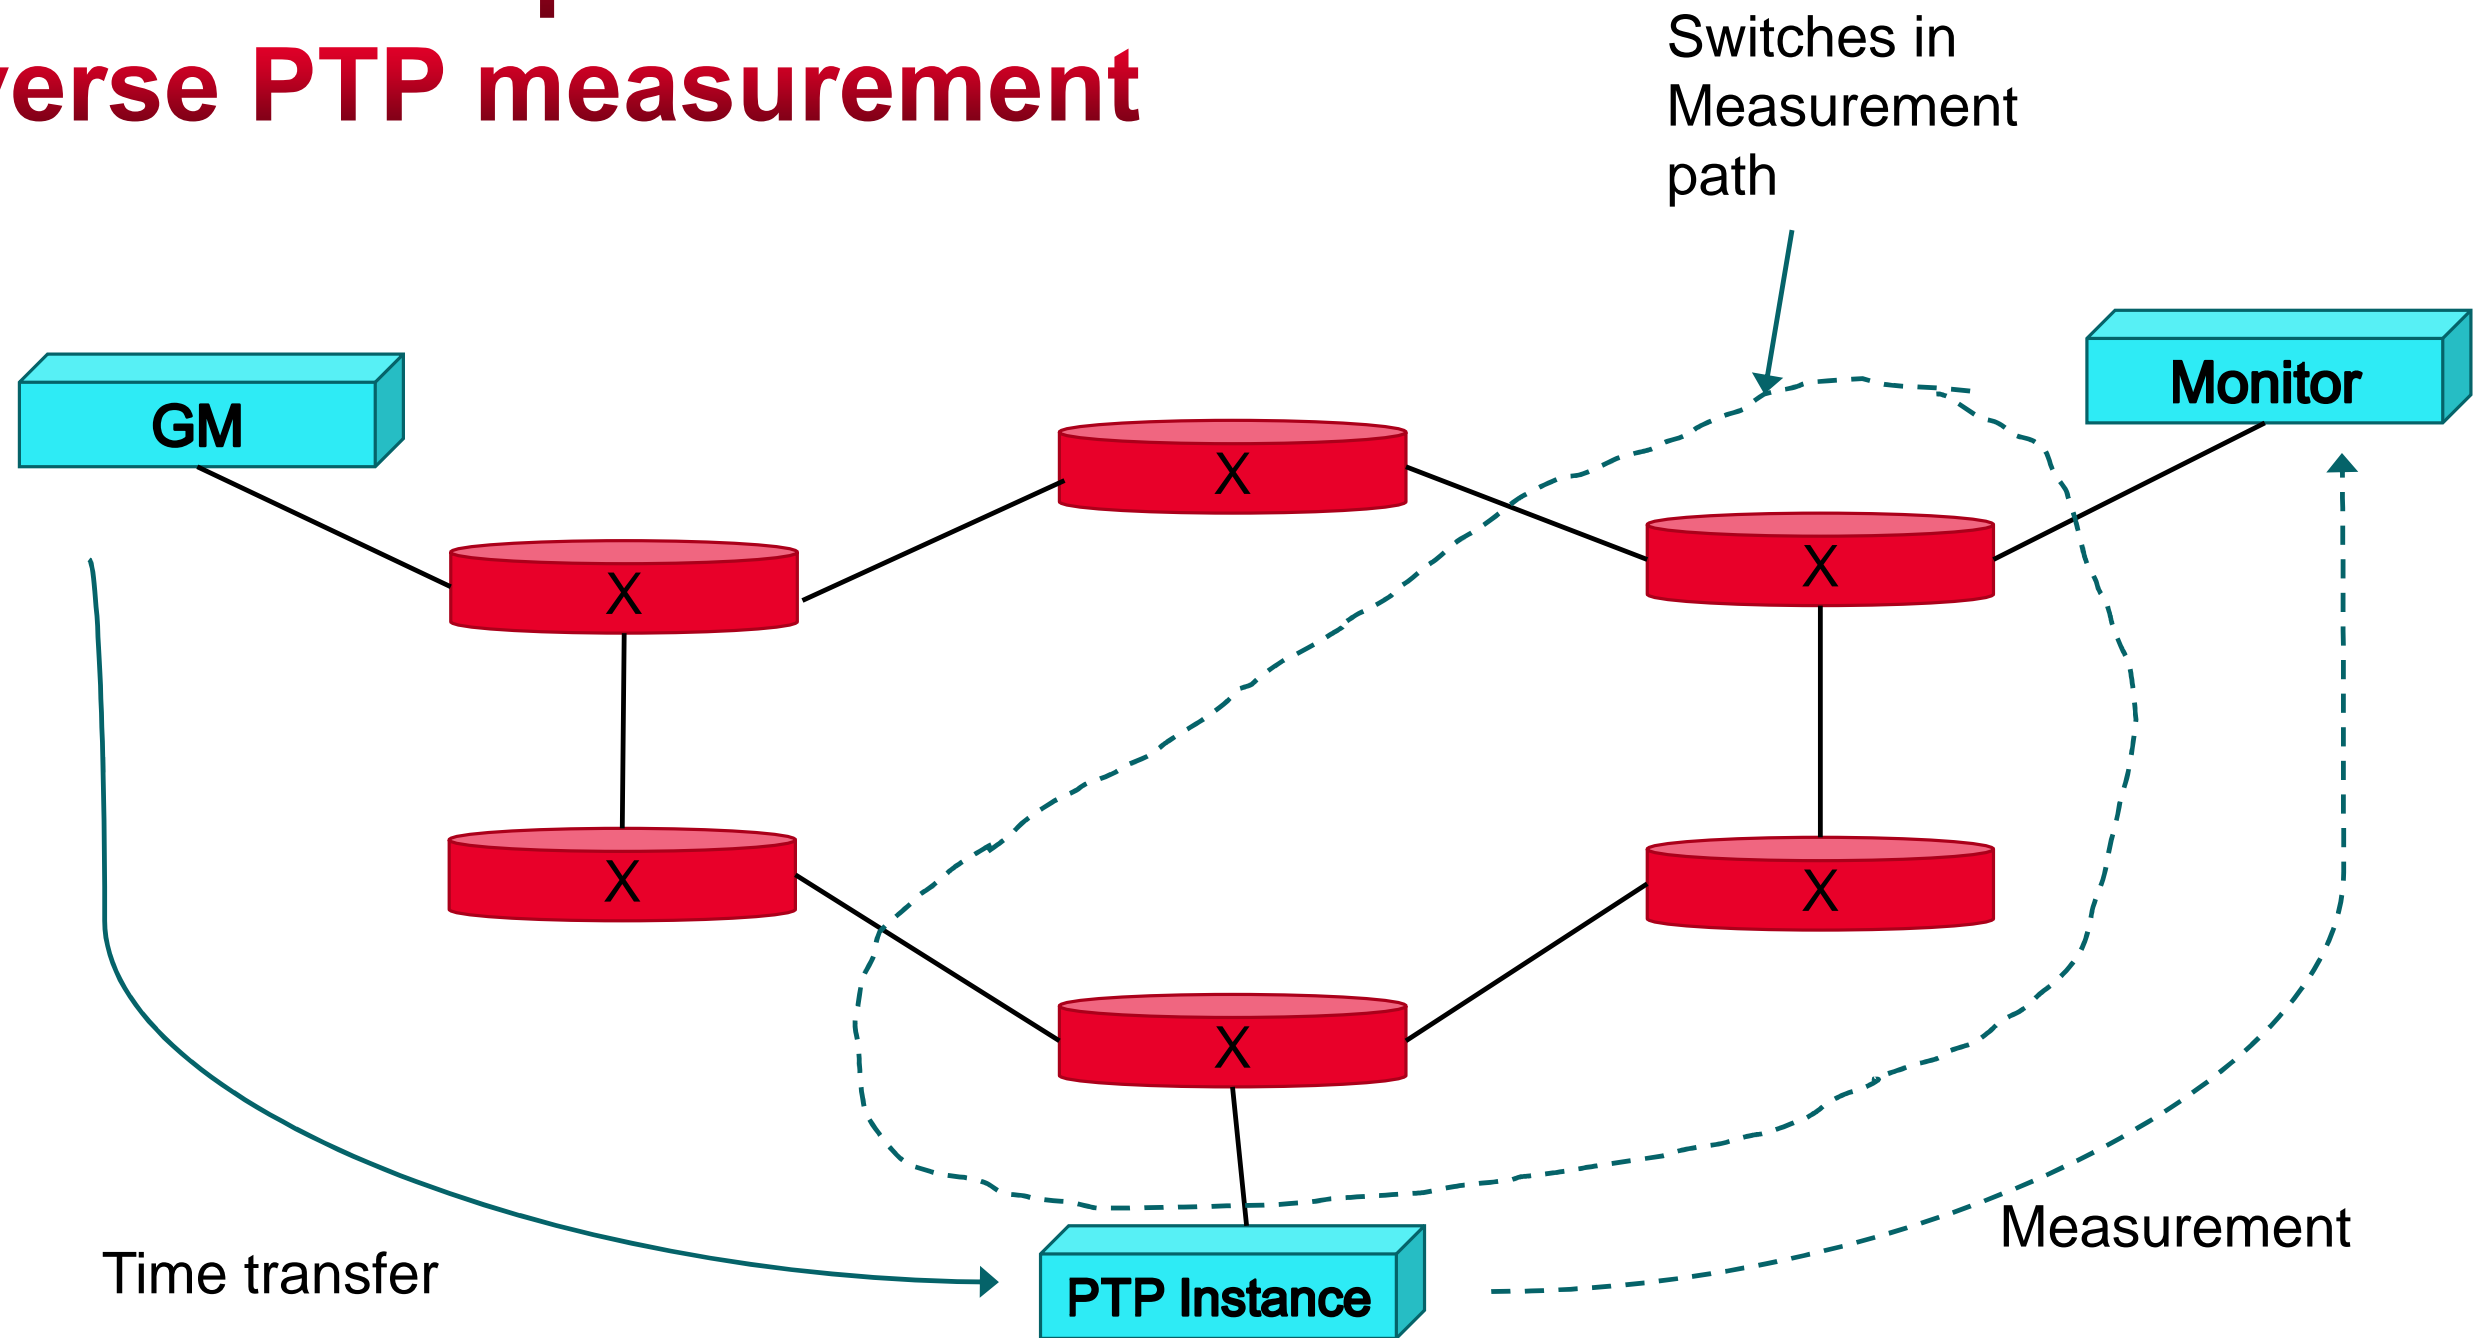 erse PTP measurement
Switches in
Measurement
path
GM
Monitor
X
X
X
X
X
X
Time transfer
Measurement
PTP Instance